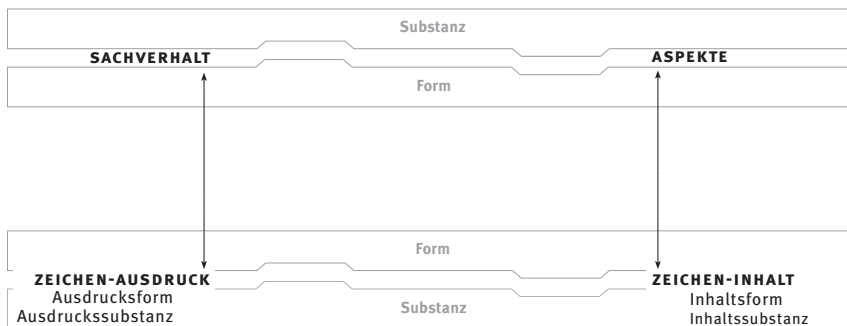 Substanz
SACHVERHALT ASPEKTE
Form
Form
ZEICHEN-AUSDRUCK ZEICHEN-INHALT
Ausdrucksform Inhaltsform
Ausdruckssubstanz Substanz Inhaltssubstanz